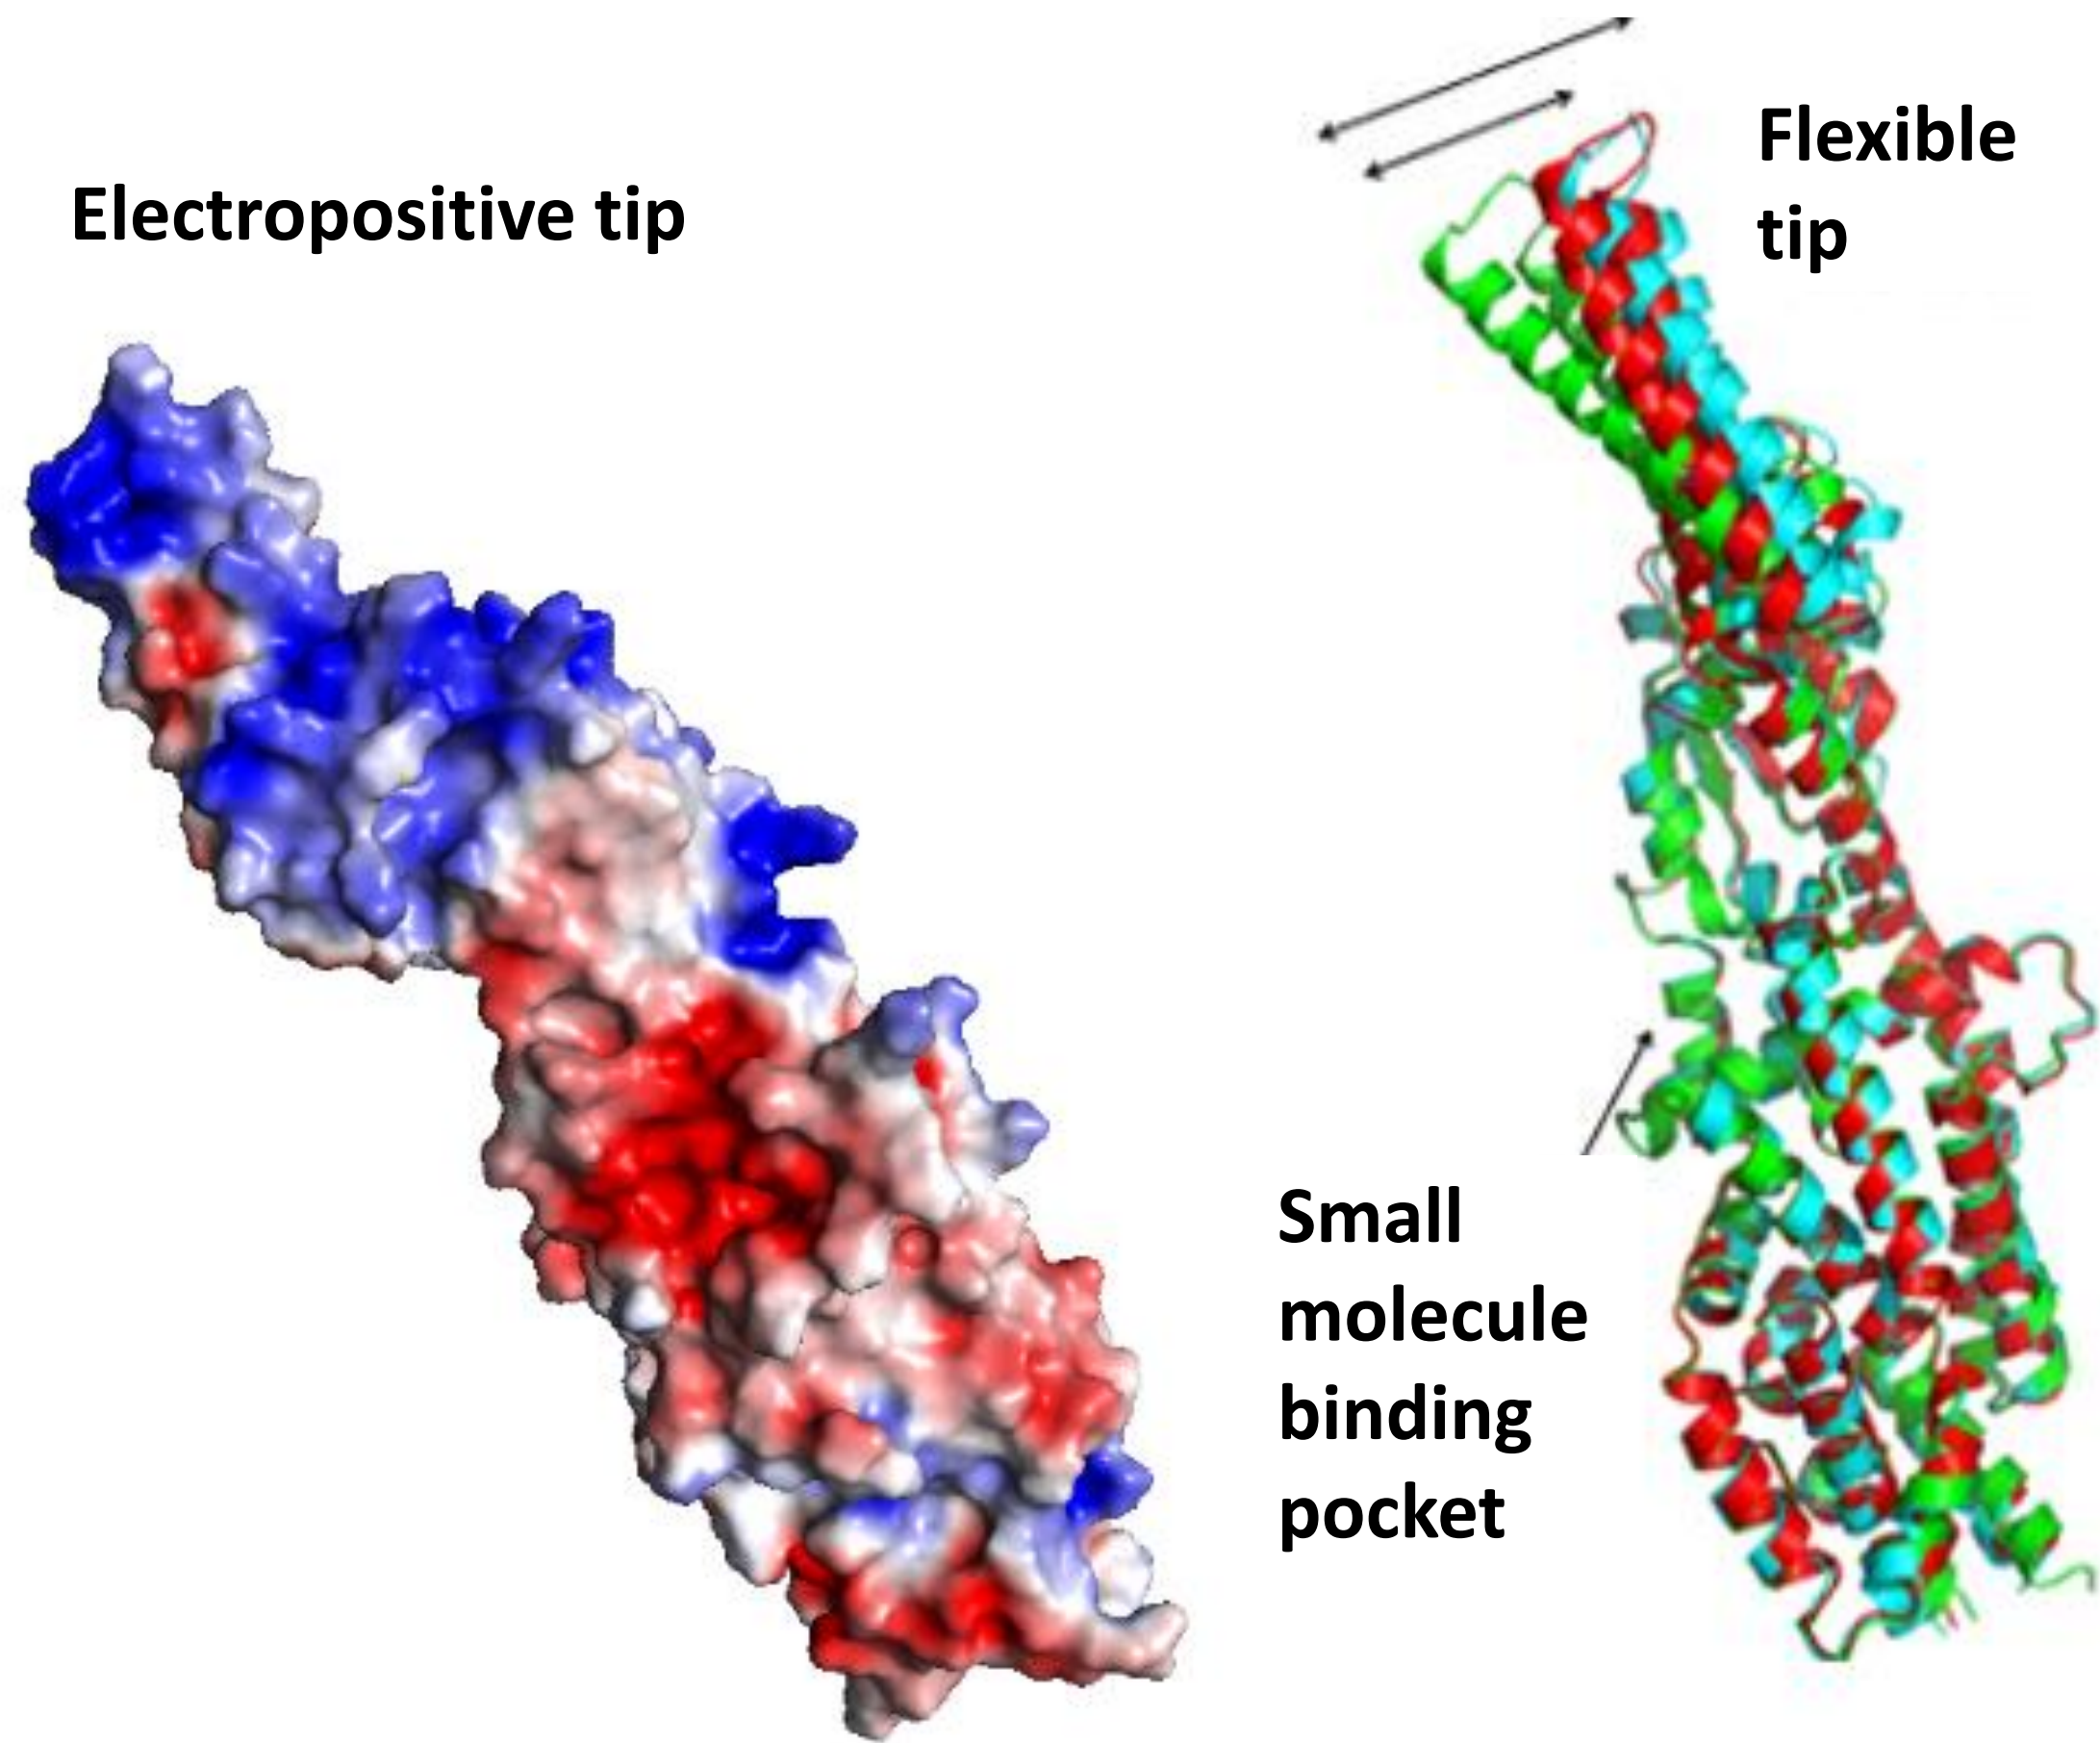 Electropositive tip
Flexible
tip
Small
molecule
binding
pocket